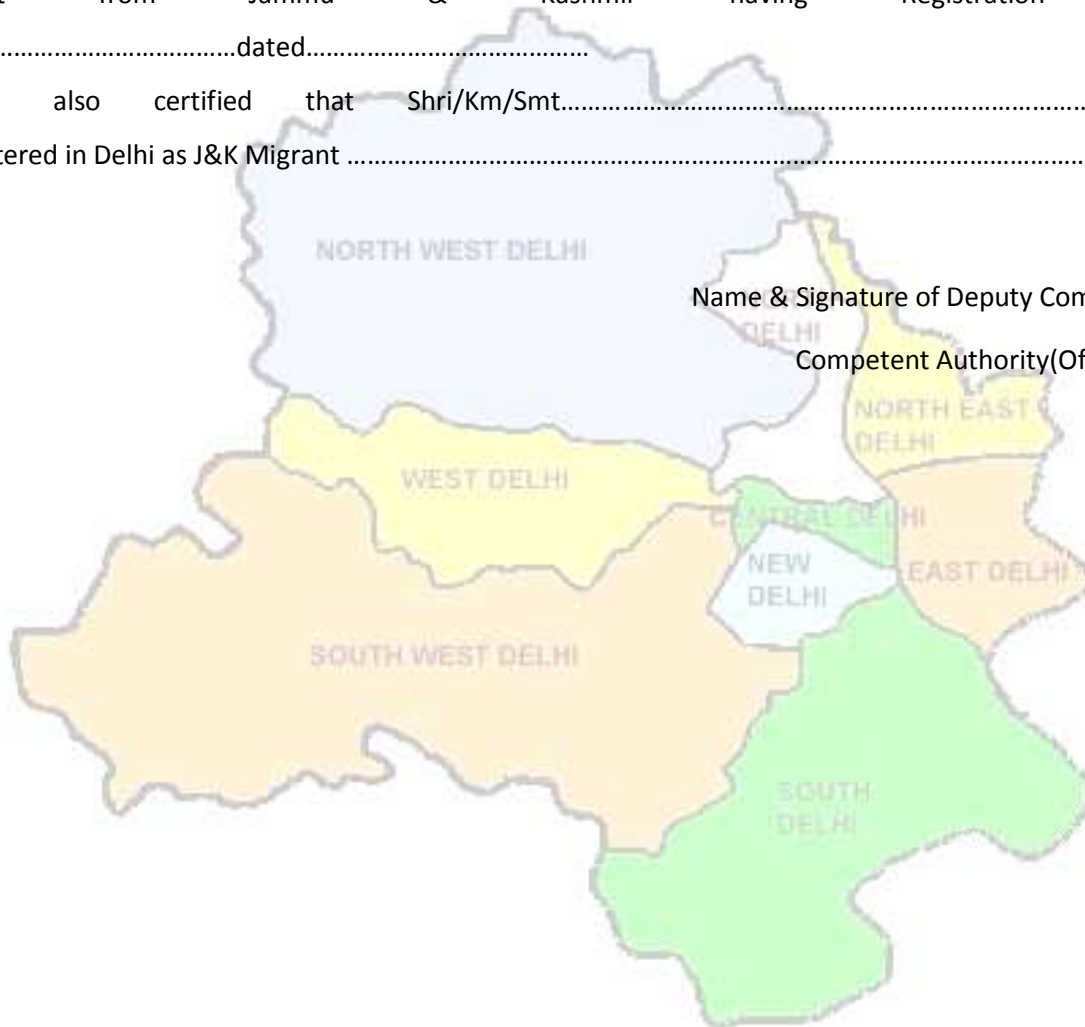 from Jammu & Kashmir having Registration
................................dated......................................
also certified that Shri/Km/Smt.....................................................................
tered in Delhi as J&K Migrant ....................................................................................................
NORTH WEST DELHI
Name & Signature of Deputy Com
DELHI
Competent Authority(Of
NORTH EAST
DELHI
WEST DELHI
CENTRAL DELHI
NEW
DELHI
EAST DELHI
SOUTH WEST DELHI
SOUTH
DELHI